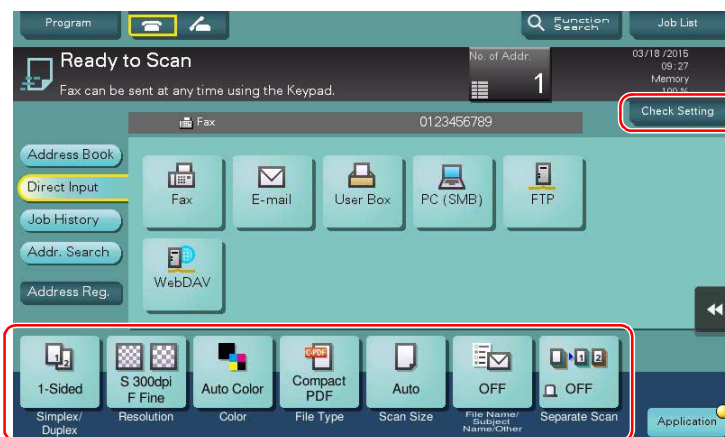 Program
Function Search
Job List
Ready to Scan
Fax can be sent at any time using the Keypad.
No. of Addr.
1
03/18 /2015
09:27
Memory
100 %
Check Setting
Fax 0123456789
Address Book
Direct Input
Job History
Addr. Search
Address Reg.
Fax
E-mail
User Box
PC (SMB)
FTP
WebDAV
1-Sided
Simplex/
Duplex
S 300dpi
F Fine
Resolution
Auto Color
Color
C-PDF
Compact
PDF
File Type
Auto
Scan Size
OFF
File Name/
Subject
Name/Other
1 2
OFF
Separate Scan
Application